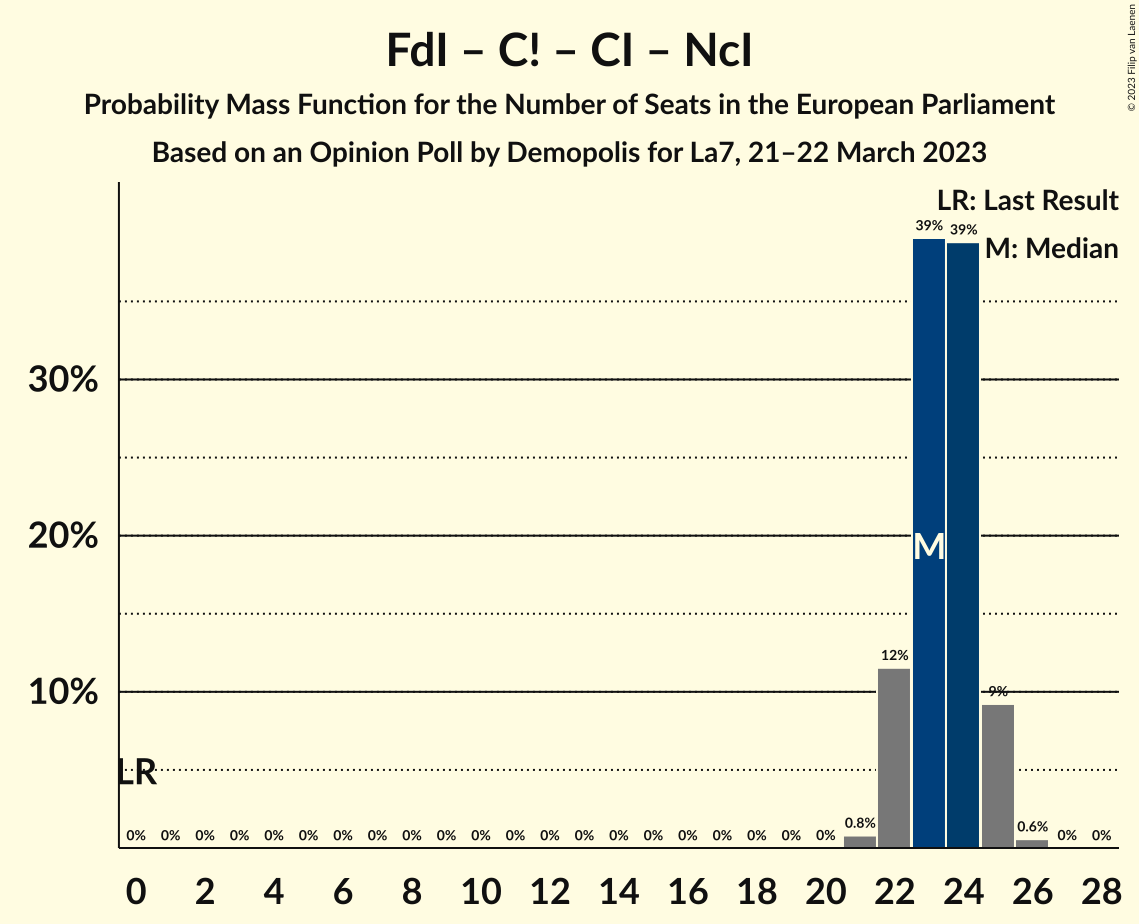 FdI – C! – CI – NcI
Probability Mass Function for the Number of Seats in the European Parliament
Based on an Opinion Poll by Demopolis for La7, 21–22 March 2023
© 2023 Filip van Laenen
LR: Last Result
M: Median
39% 39%
30%
20%
M
12%
10%
9%
LR
0% 0% 0% 0% 0% 0% 0% 0% 0% 0% 0% 0% 0% 0% 0% 0% 0% 0% 0% 0% 0% 0.8% 0.6% 0% 0%
0 2 4 6 8 10 12 14 16 18 20 22 24 26 28